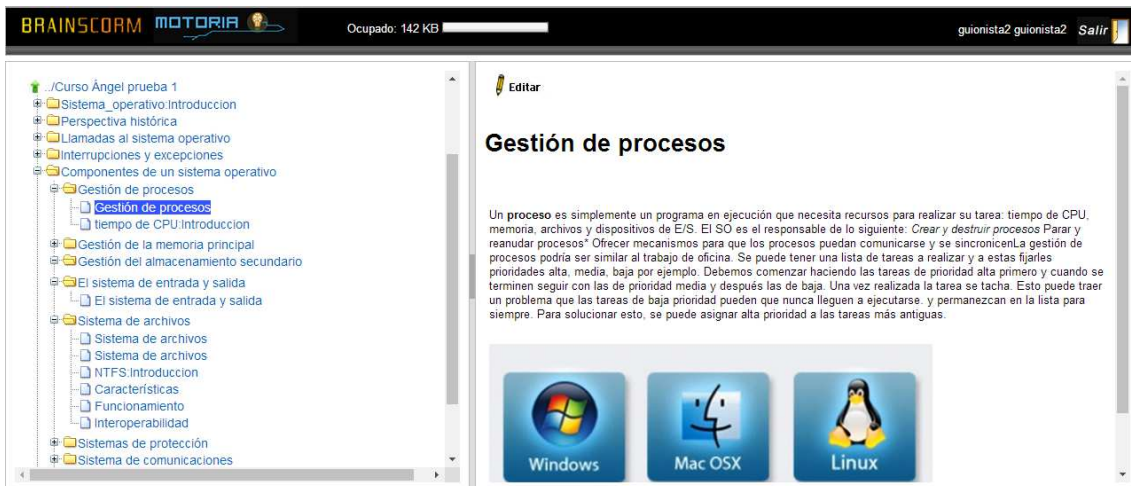 BRAINSCORM MOTORIA Ocupado: 142 KB guionista2 guionista2 Salir
../Curso Ángel prueba 1
Sistema_operativo:Introduccion
Perspectiva histórica
Llamadas al sistema operativo
Interrupciones y excepciones
Componentes de un sistema operativo
Gestión de procesos
Gestión de procesos
tiempo de CPU:Introduccion
Gestión de la memoria principal
Gestión del almacenamiento secundario
El sistema de entrada y salida
El sistema de entrada y salida
Sistema de archivos
Sistema de archivos
Sistema de archivos
NTFS:Introduccion
Características
Funcionamiento
Interoperabilidad
Sistemas de protección
Sistema de comunicaciones
Editar
Gestión de procesos
Un proceso es simplemente un programa en ejecución que necesita recursos para realizar su tarea: tiempo de CPU,
memoria, archivos y dispositivos de E/S. El SO es el responsable de lo siguiente: Crear y destruir procesos Parar y
reanudar procesos* Ofrecer mecanismos para que los procesos puedan comunicarse y se sincronicenLa gestión de
procesos podría ser similar al trabajo de oficina. Se puede tener una lista de tareas a realizar y a estas fijarles
prioridades alta, media, baja por ejemplo. Debemos comenzar haciendo las tareas de prioridad alta primero y cuando se
terminen seguir con las de prioridad media y después las de baja. Una vez realizada la tarea se tacha. Esto puede traer
un problema que las tareas de baja prioridad pueden que nunca lleguen a ejecutarse. y permanezcan en la lista para
siempre. Para solucionar esto, se puede asignar alta prioridad a las tareas más antiguas.
Windows Mac OSX Linux